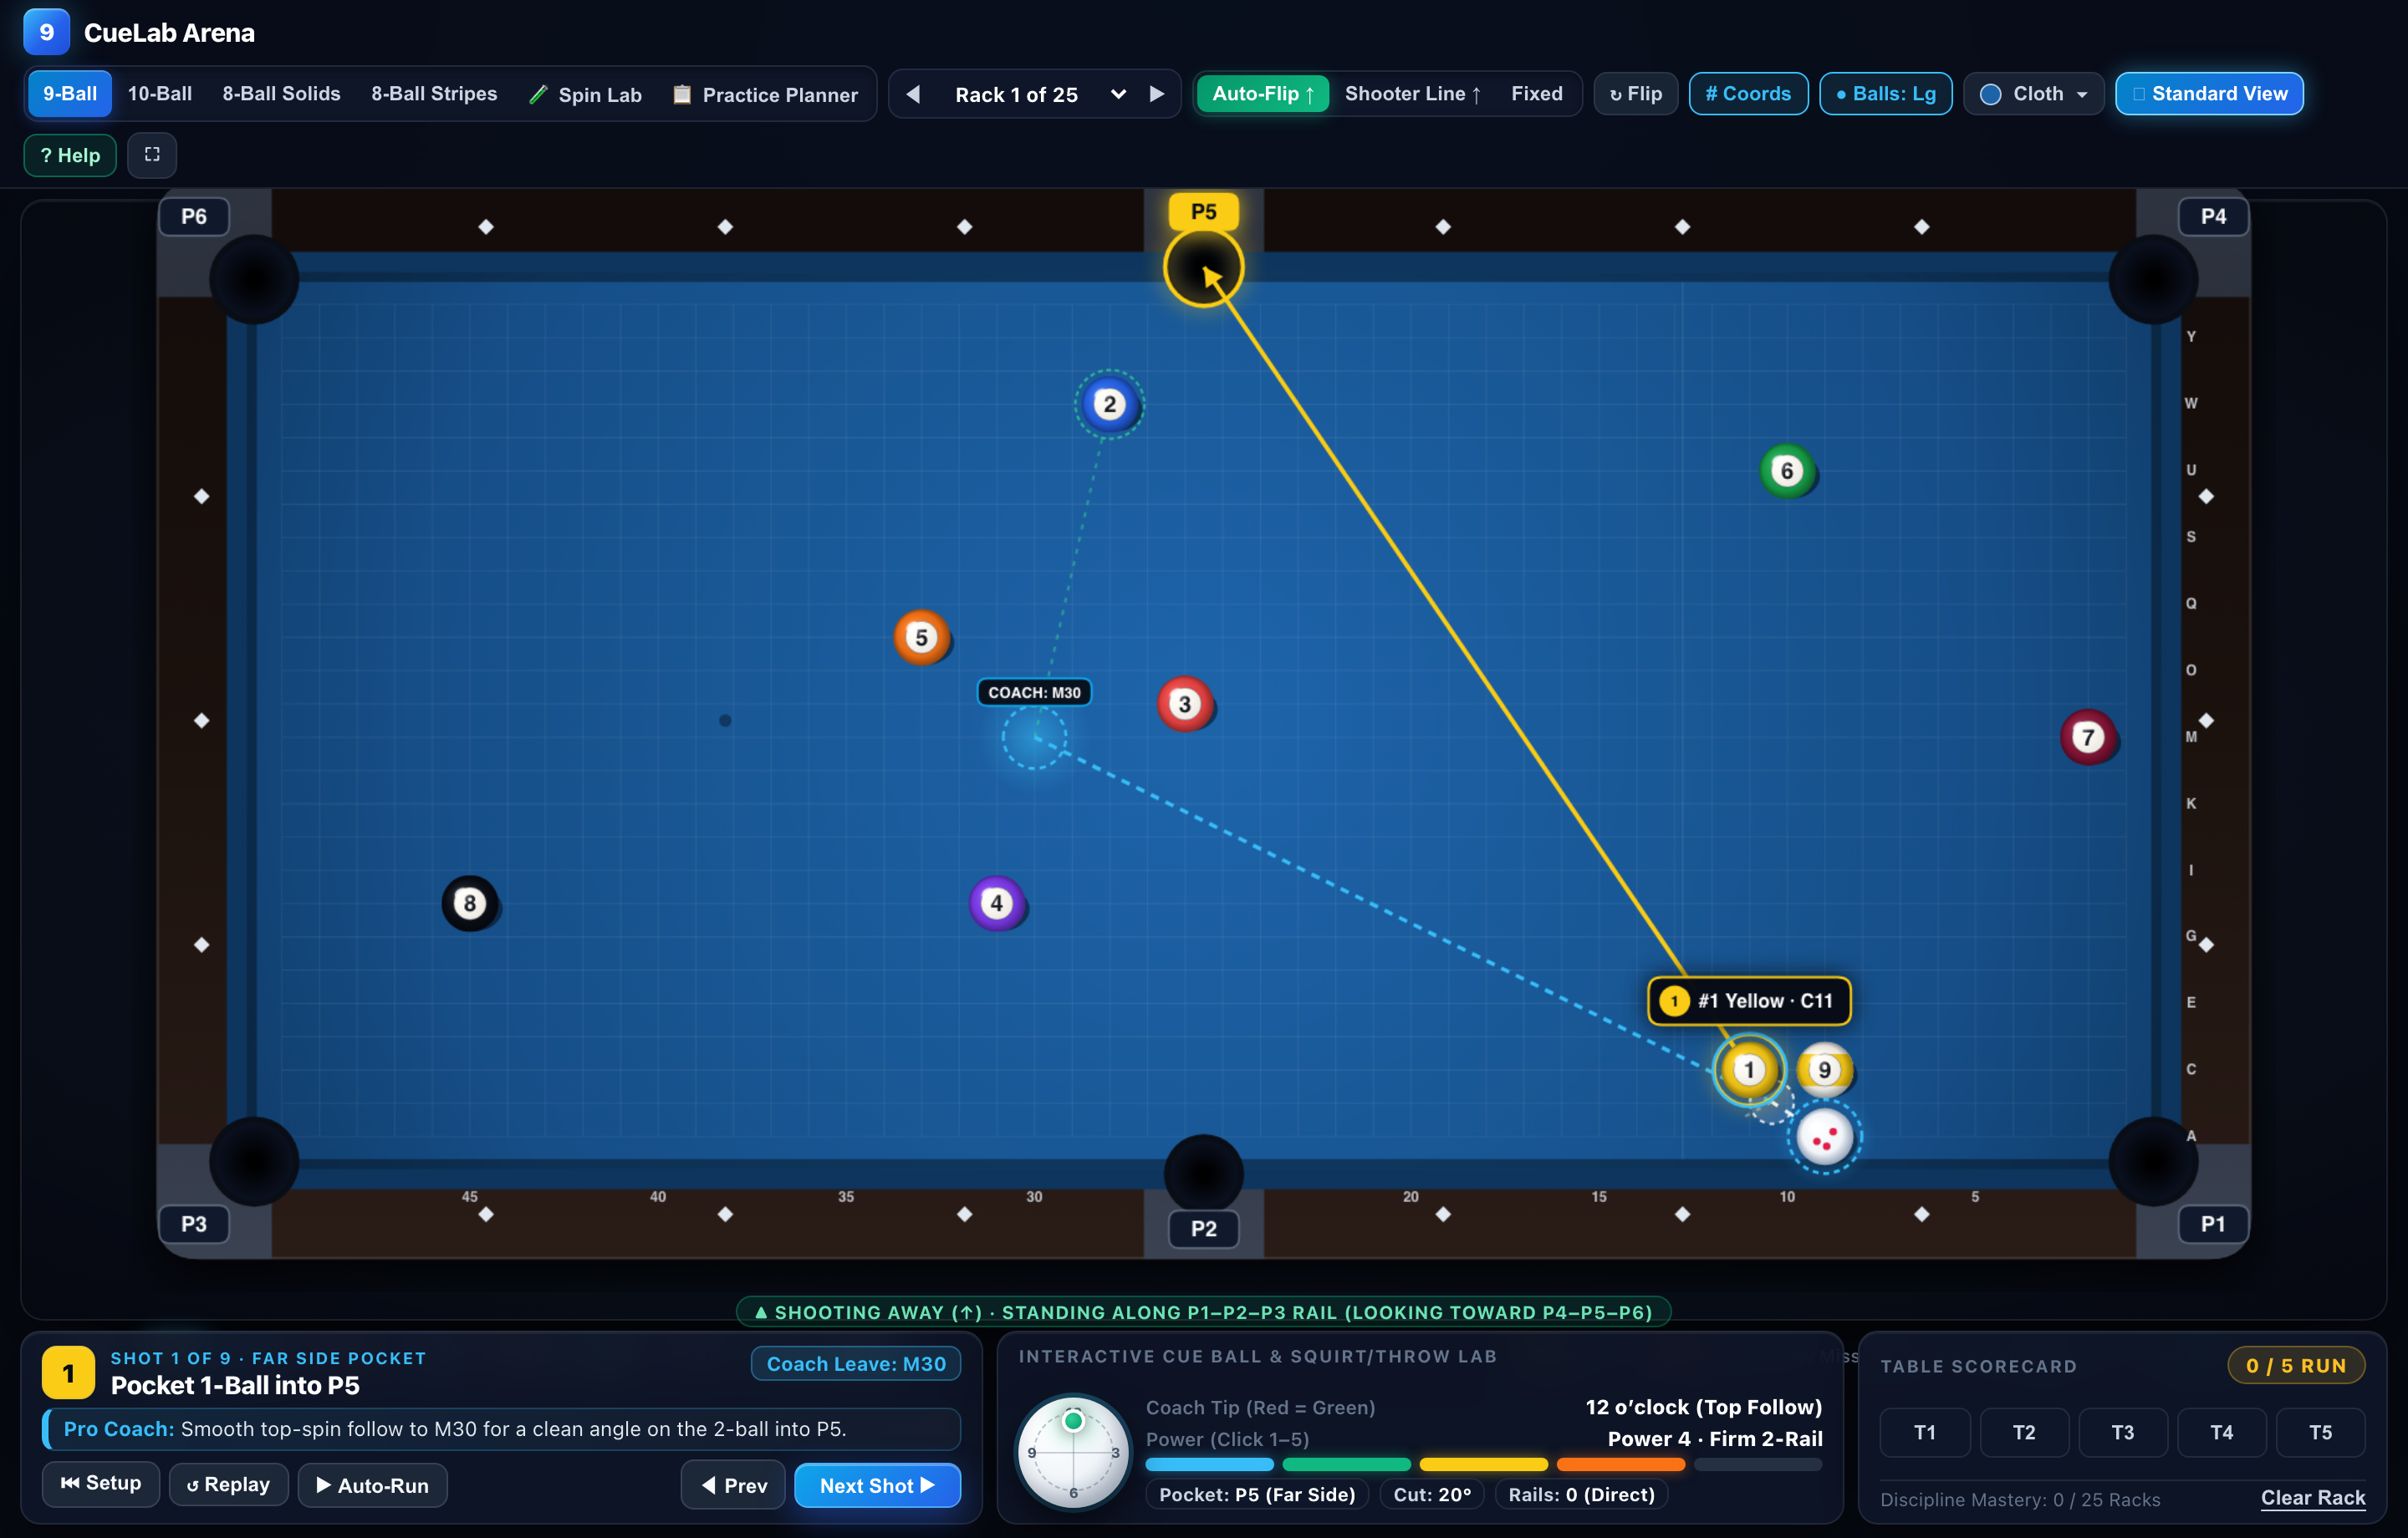 9 CueLab Arena
9-Ball 10-Ball 8-Ball Solids 8-Ball Stripes Spin Lab Practice Planner Rack 1 of 25 Auto-Flip ↑ Shooter Line ↑ Fixed ↻ Flip # Coords ● Balls: Lg Cloth Standard View
? Help
P6 P5 P4
Y
2 W
6 U
S
5 Q
COACH: M30 3 O
7 M
K
8 4 I
G
1 #1 Yellow · C11 E
1 9 C
A
45 40 35 30 20 15 10 5
P3 P2 P1
▲ SHOOTING AWAY (↑) · STANDING ALONG P1–P2–P3 RAIL (LOOKING TOWARD P4–P5–P6)
1 SHOT 1 OF 9 · FAR SIDE POCKET
Pocket 1-Ball into P5
Coach Leave: M30
Pro Coach: Smooth top-spin follow to M30 for a clean angle on the 2-ball into P5.
⏮ Setup ↺ Replay ▶ Auto-Run ◀ Prev Next Shot ▶
INTERACTIVE CUE BALL & SQUIRT/THROW LAB
9 3 6
Coach Tip (Red = Green) 12 o’clock (Top Follow)
Power (Click 1–5) Power 4 · Firm 2-Rail
Pocket: P5 (Far Side) Cut: 20° Rails: 0 (Direct)
TABLE SCORECARD 0 / 5 RUN
T1 T2 T3 T4 T5
Discipline Mastery: 0 / 25 Racks Clear Rack